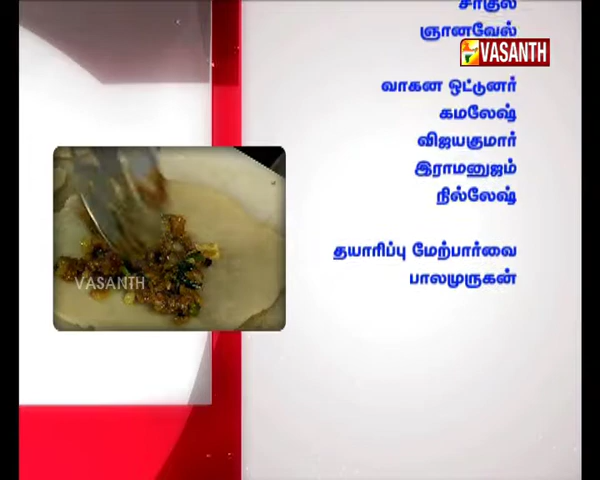 சாகுல்
ஞானவேல்
VASANTH
வாகன ஓட்டுனர்
கமலேஷ்
விஜயகுமார்
இராமனுஜம்
நில்லேஷ்
தயாரிப்பு மேற்பார்வை
பாலமுருகன்
VASANTH